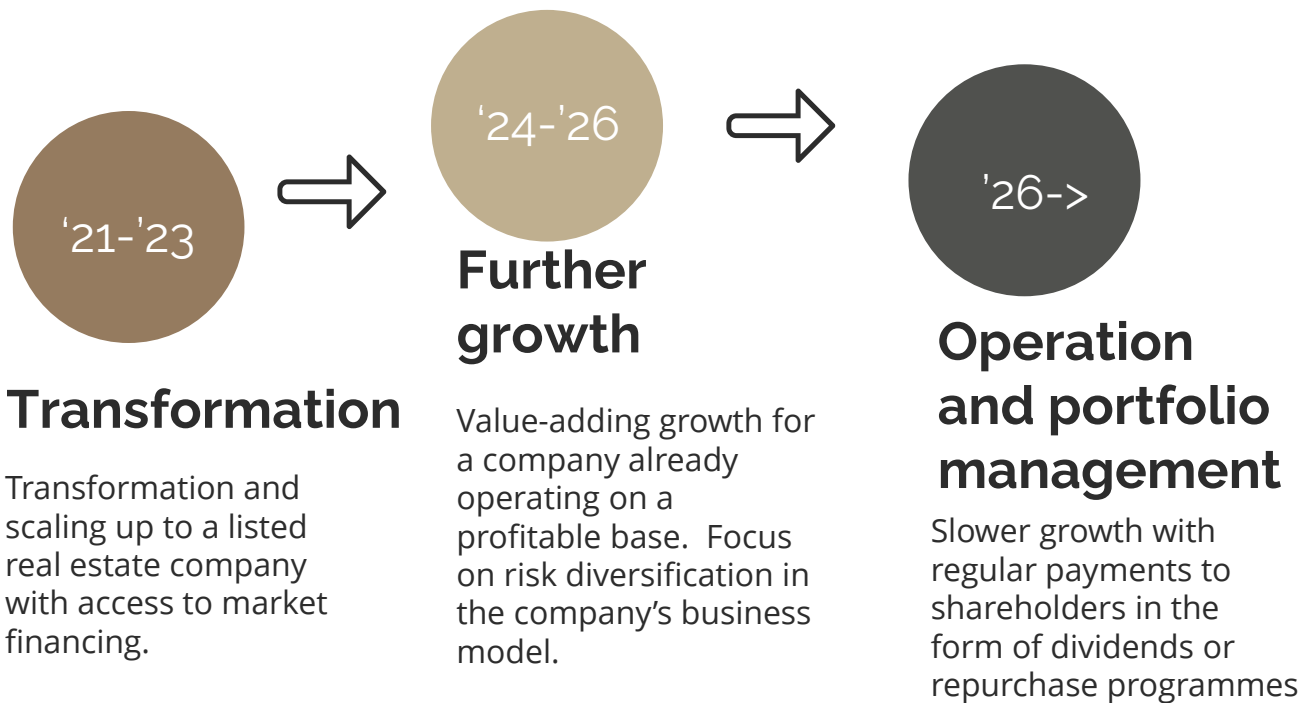 ‘21-’23
Transformation
Transformation and
scaling up to a listed
real estate company
with access to market
financing.
‘24-’26
Further
growth
Value-adding growth for
a company already
operating on a
profitable base.  Focus
on risk diversification in
the company’s business
model.
’26->
Operation
and portfolio
management
Slower growth with
regular payments to
shareholders in the
form of dividends or
repurchase programmes